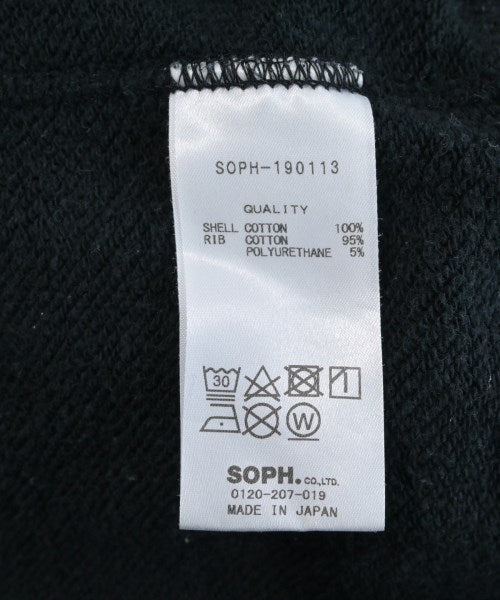 SOPH-190113
QUALITY
SHELL COTTON 100%
RIB COTTON 95%
POLYURETHANE 5%
30
W
SOPH. CO.,LTD.
0120-207-019
MADE IN JAPAN